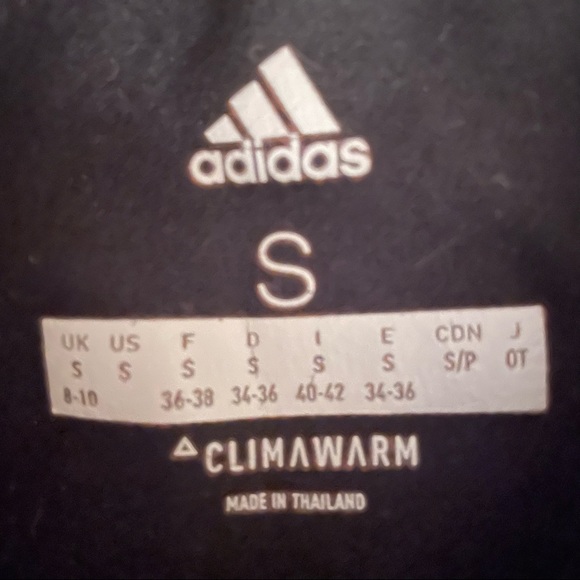 adidas
S
UK US F D I E CDN J
S S S S S S S/P OT
8-10 36-38 34-36 40-42 34-36
CLIMAWARM
MADE IN THAILAND